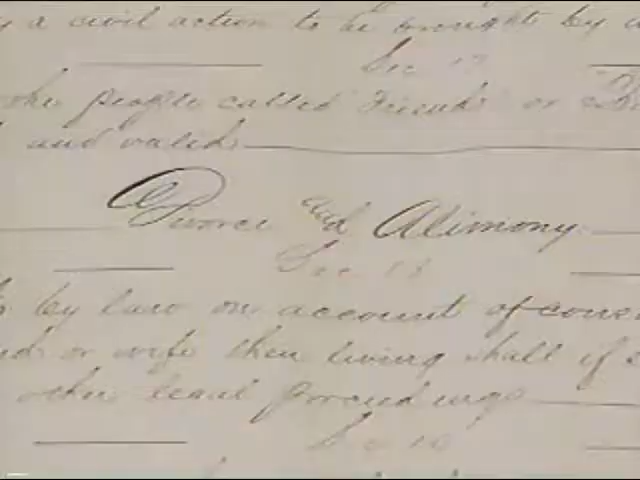 a civil action to be brought by
Sec 17
the people called "Friends" or
and valid
Divorce and Alimony
Sec 18
by law on account of
or wife then living shall if
other legal proceedings
Sec